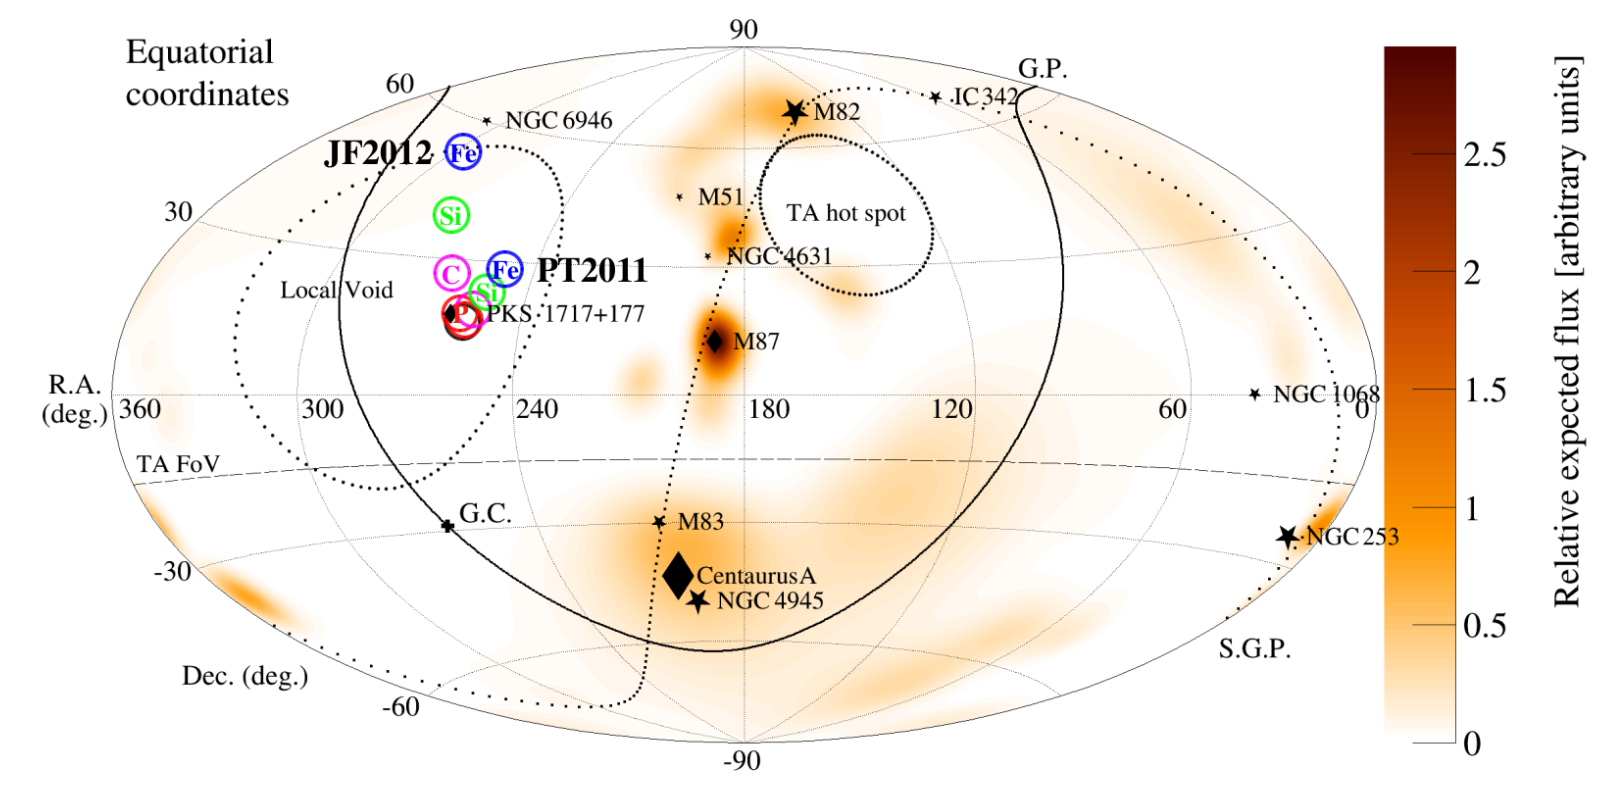 Equatorial
coordinates
90
G.P.
60
NGC 6946
M82
IC 342
JF2012
Fe
2.5
M51
30
Si
TA hot spot
NGC 4631
C
Fe
PT2011
2
Si
Local Void
P
PKS 1717+177
M87
1.5
R.A.
(deg.)
360
300
240
180
120
60
NGC 1068
0
TA FoV
G.C.
M83
1
NGC 253
-30
Centaurus A
NGC 4945
0.5
S.G.P.
Dec. (deg.)
-60
-90
0
Relative expected flux [arbitrary units]